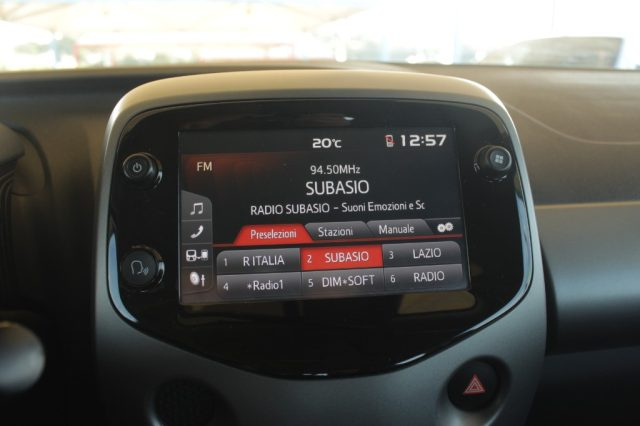 20°C 12:57
FM
94.50MHz
SUBASIO
RADIO SUBASIO - Suoni Emozioni e Sc
Preselezioni Stazioni Manuale
1 R ITALIA 2 SUBASIO 3 LAZIO
4 *Radio1 5 DIM*SOFT 6 RADIO